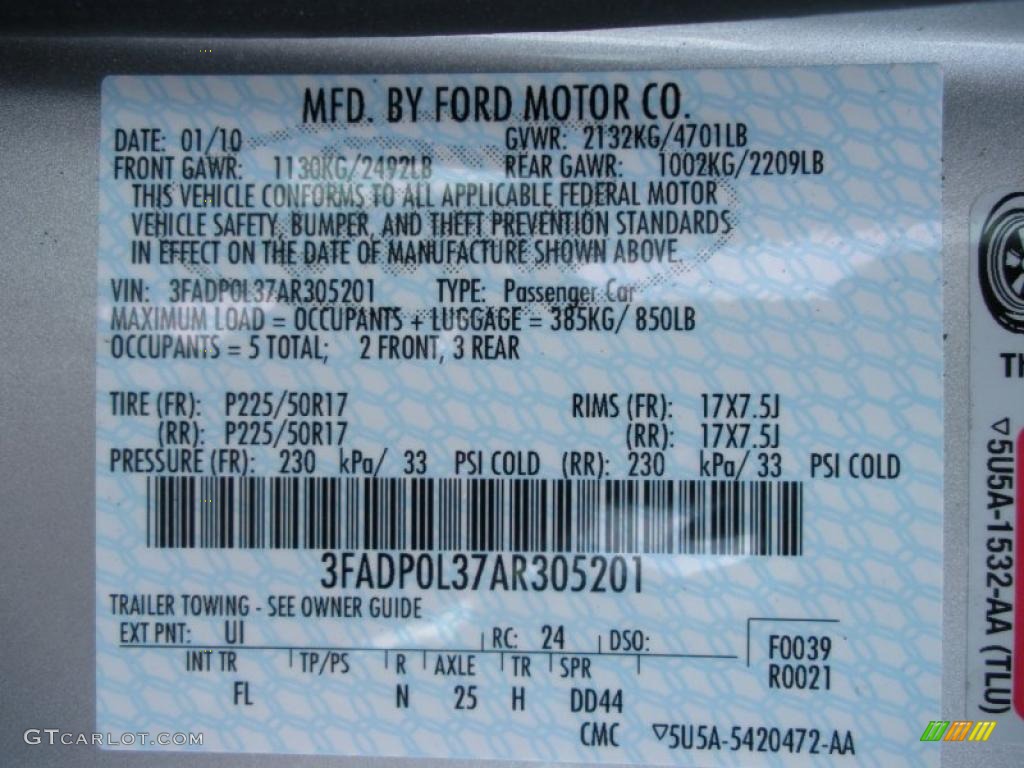 MFD. BY FORD MOTOR CO.
DATE: 01/10 GVWR: 2132KG/4701LB
FRONT GAWR: 1130KG/2492LB REAR GAWR: 1002KG/2209LB
THIS VEHICLE CONFORMS TO ALL APPLICABLE FEDERAL MOTOR
VEHICLE SAFETY, BUMPER, AND THEFT PREVENTION STANDARDS
IN EFFECT ON THE DATE OF MANUFACTURE SHOWN ABOVE.
VIN: 3FADP0L37AR305201 TYPE: Passenger Car
MAXIMUM LOAD = OCCUPANTS + LUGGAGE = 385KG/ 850LB
OCCUPANTS = 5 TOTAL; 2 FRONT, 3 REAR
TIRE (FR): P225/50R17 RIMS (FR): 17X7.5J
(RR): P225/50R17 (RR): 17X7.5J
PRESSURE (FR): 230 kPa/ 33 PSI COLD (RR): 230 kPa/ 33 PSI COLD
3FADP0L37AR305201
TRAILER TOWING - SEE OWNER GUIDE
EXT PNT: UI RC: 24 DSO: F0039
R0021
INT TR TP/PS R AXLE TR SPR
FL N 25 H DD44
CMC ▽5U5A-5420472-AA
TH
▽5U5A-1532-AA (TLU)
GTCARLOT.COM